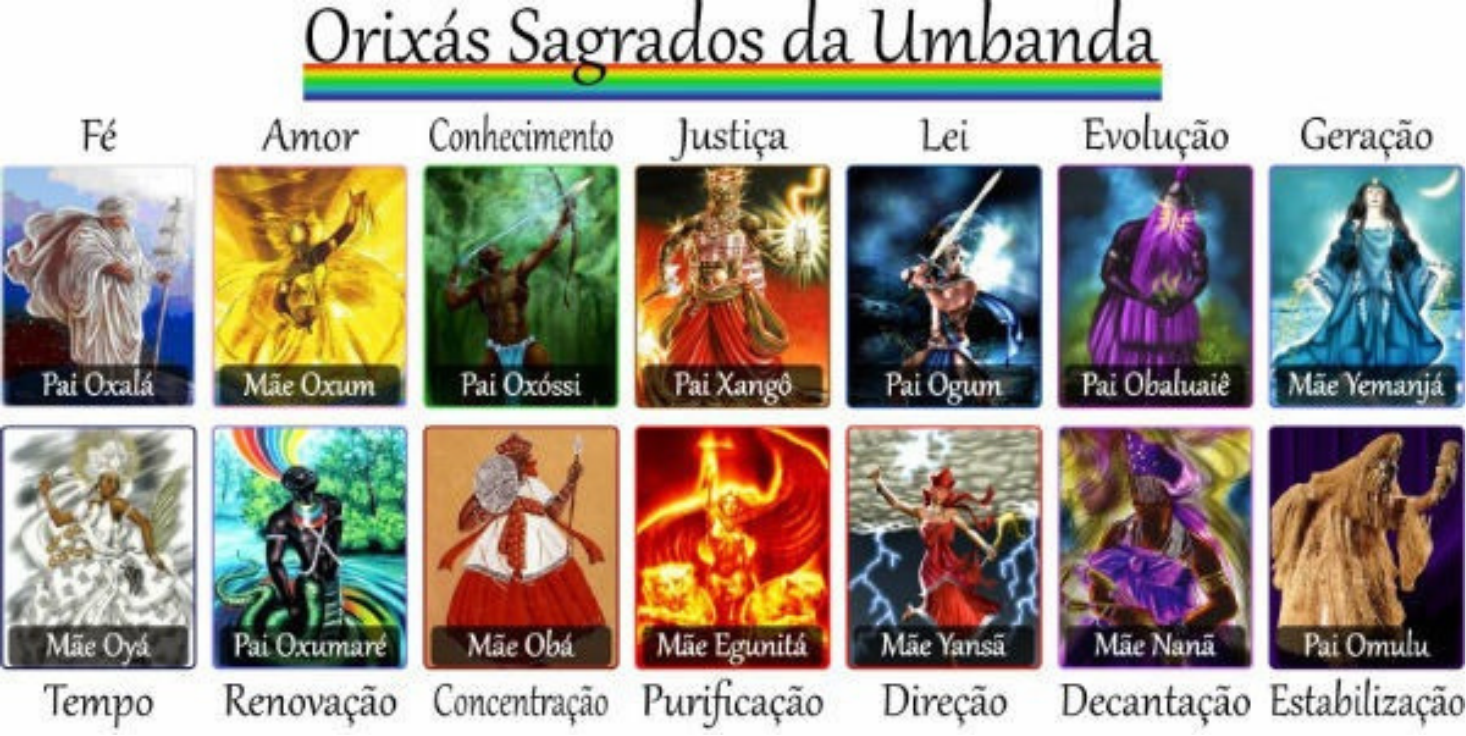 Orixás Sagrados da Umbanda
Fé Amor Conhecimento Justiça Lei Evolução Geração
Pai Oxalá Mãe Oxum Pai Oxóssi Pai Xangô Pai Ogum Pai Obaluaiê Mãe Yemanjá
Mãe Oyá Pai Oxumaré Mãe Obá Mãe Egunitá Mãe Yansã Mãe Nanã Pai Omulu
Tempo Renovação Concentração Purificação Direção Decantação Estabilização